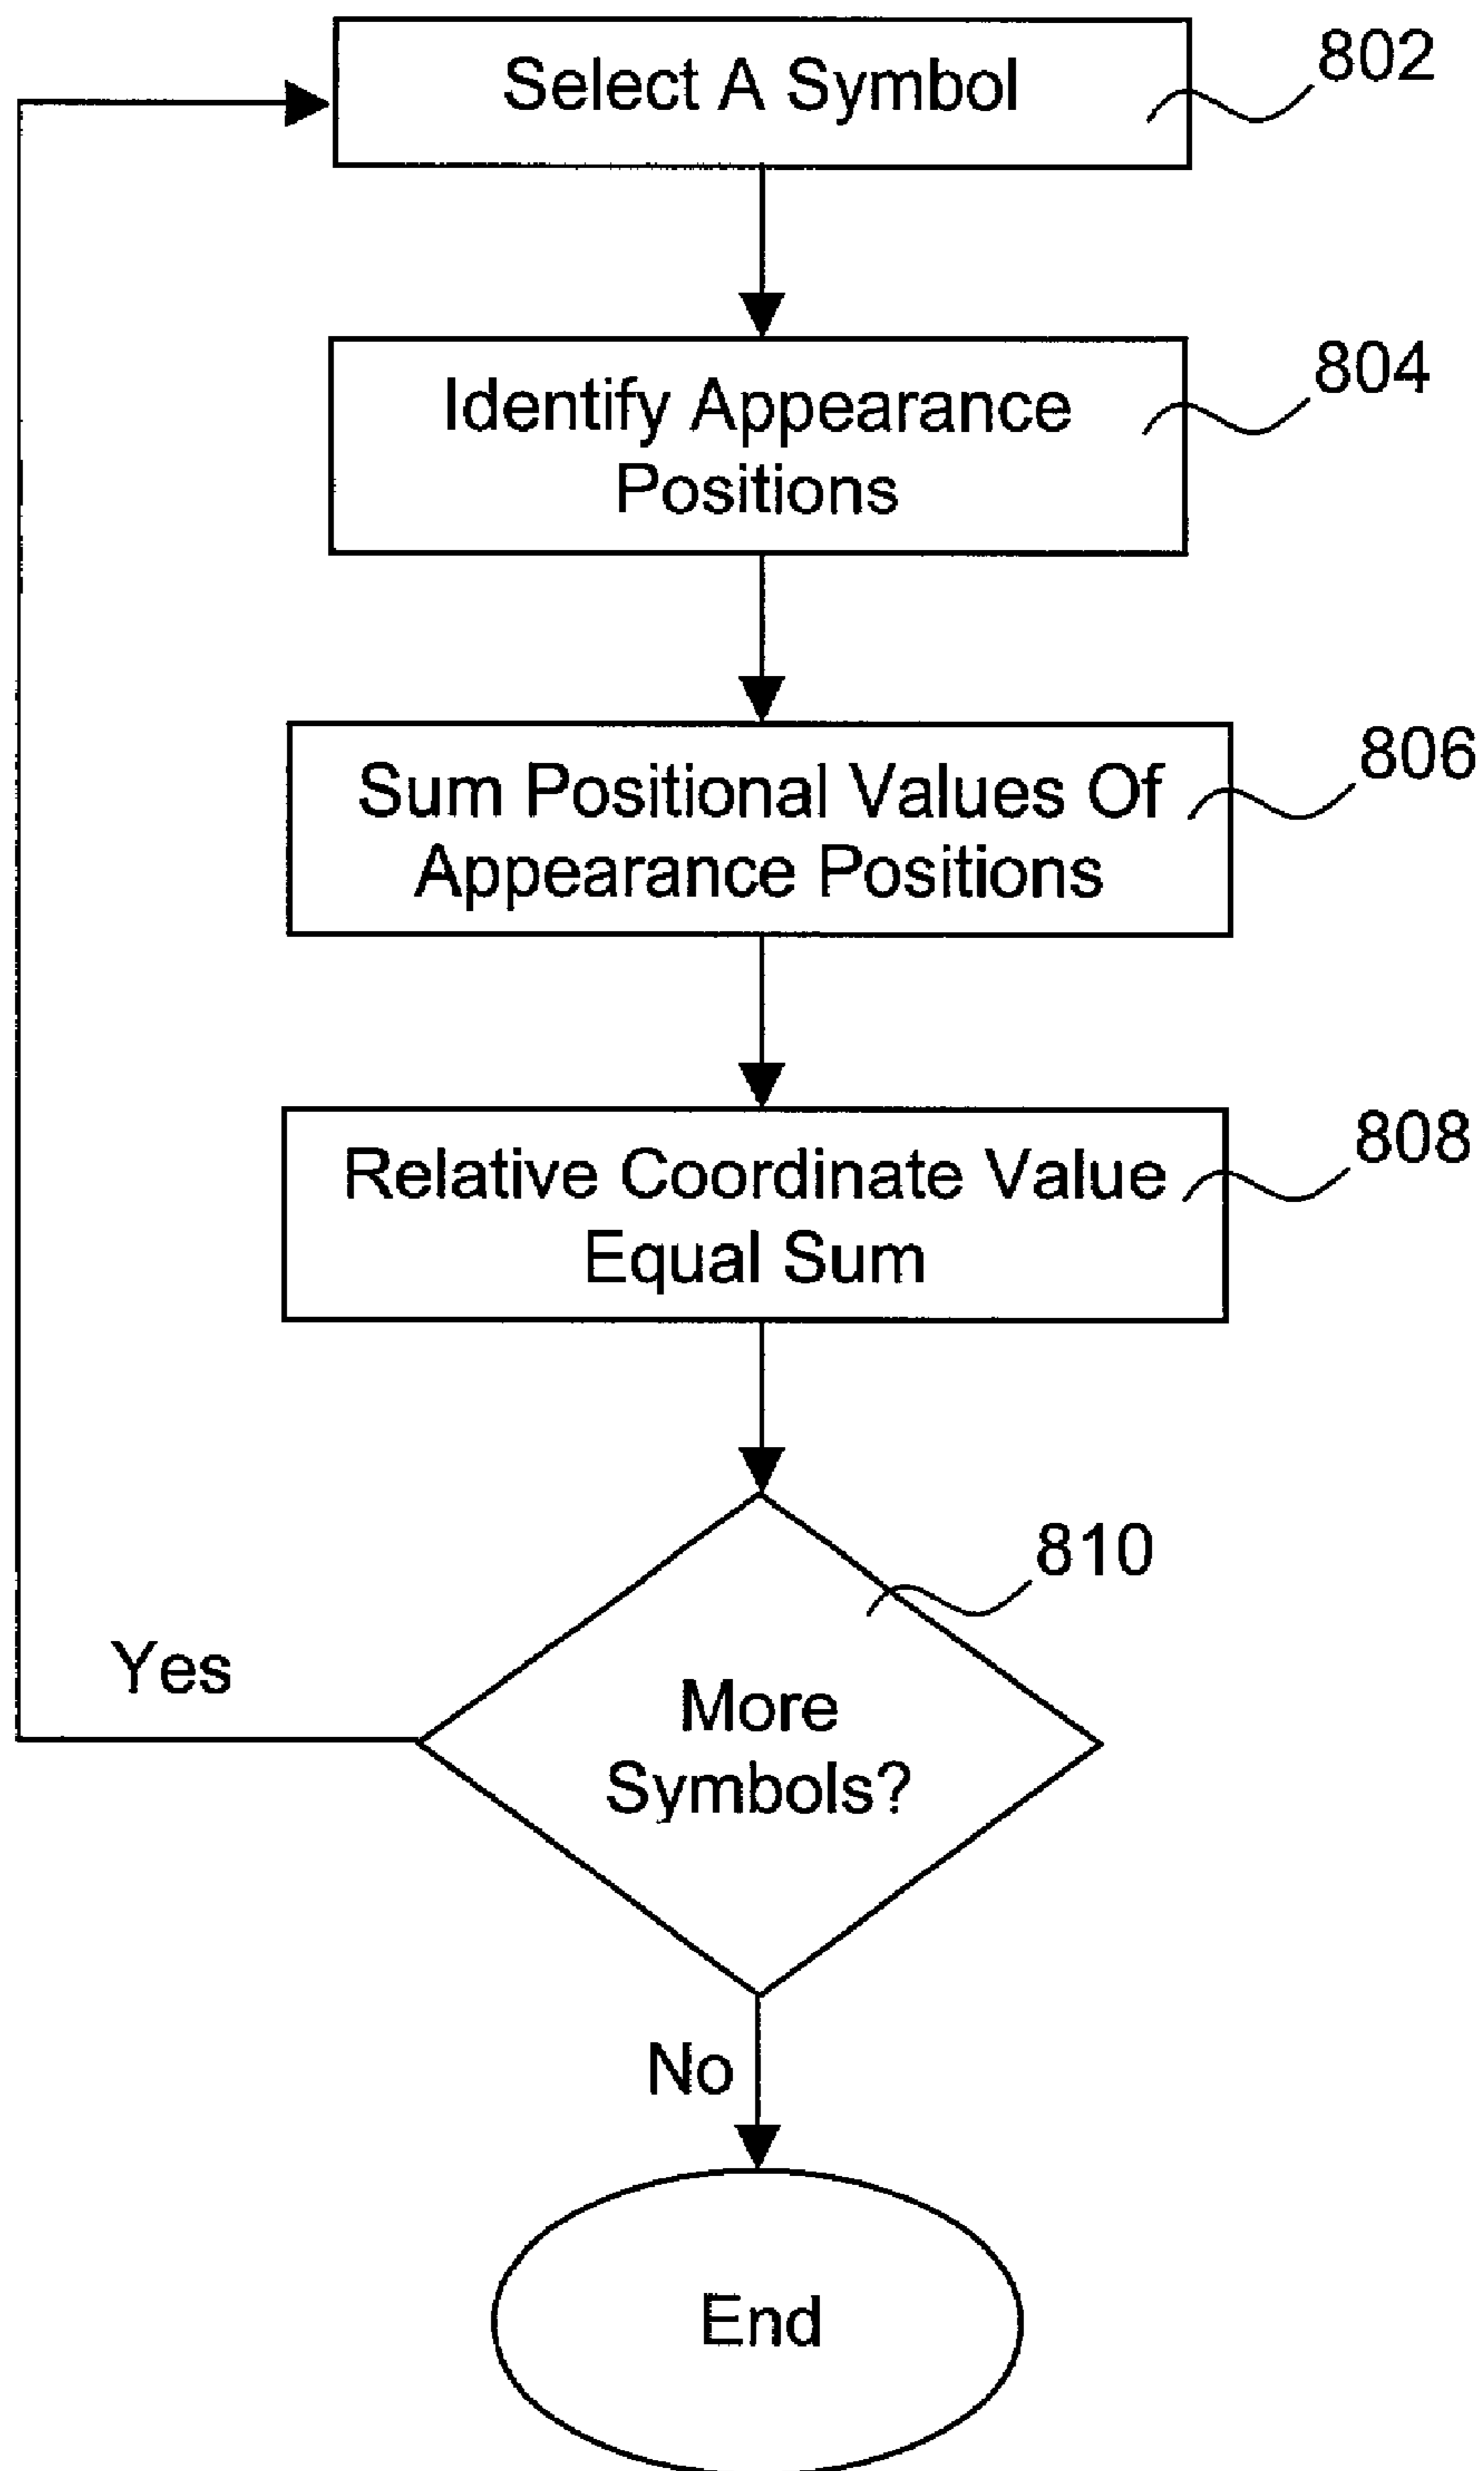 Select A Symbol
802
Identify Appearance
Positions
804
Sum Positional Values Of
Appearance Positions
806
Relative Coordinate Value
Equal Sum
808
810
More
Symbols?
Yes
No
End